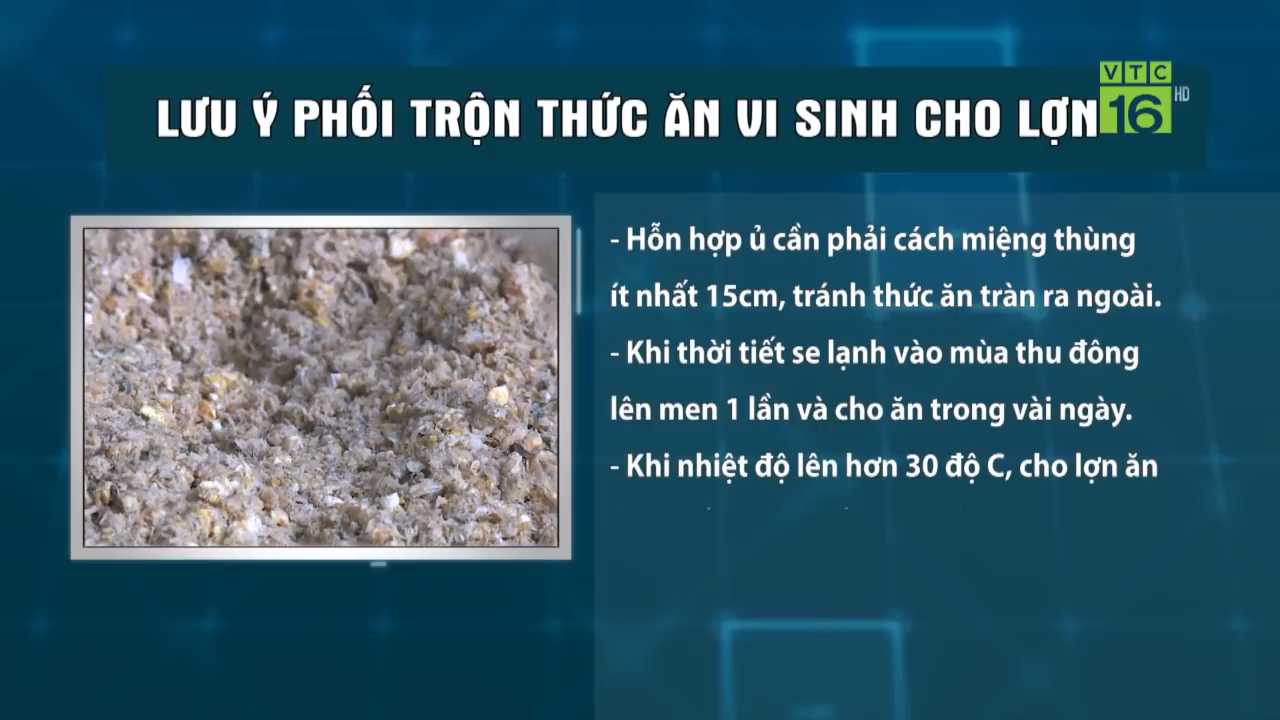 VTC
16 HD
LƯU Ý PHỐI TRỘN THỨC ĂN VI SINH CHO LỢN
- Hỗn hợp ủ cần phải cách miệng thùng
ít nhất 15cm, tránh thức ăn tràn ra ngoài.
- Khi thời tiết se lạnh vào mùa thu đông
lên men 1 lần và cho ăn trong vài ngày.
- Khi nhiệt độ lên hơn 30 độ C, cho lợn ăn